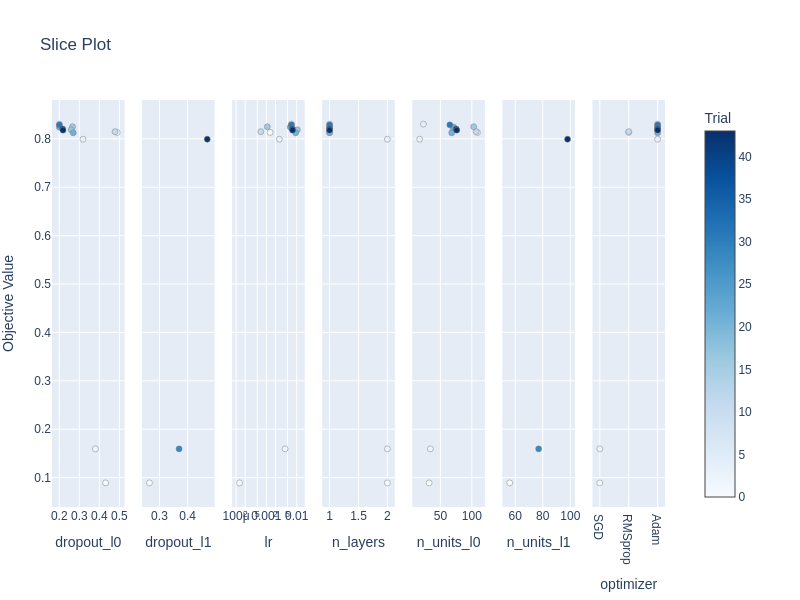 Slice Plot
Trial
Objective Value
0.8
0.7
0.6
0.5
0.4
0.3
0.2
0.1
0.2 0.3 0.4 0.5
dropout_l0
0.3 0.4
dropout_l1
0.01
lr
1 1.5 2
n_layers
50 100
n_units_l0
60 80 100
n_units_l1
SGD
RMSprop
Adam
optimizer
40
35
30
25
20
15
10
5
0